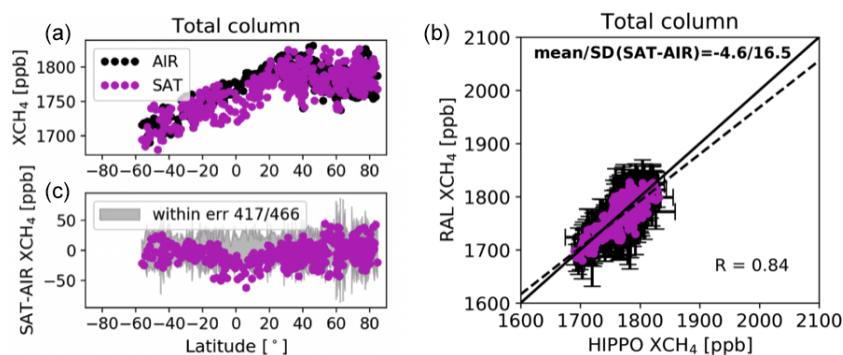 Total column
(a)
AIR
SAT
XCH₄ [ppb]
1800
1750
1700
−80 −60 −40 −20 0 20 40 60 80
(c)
within err 417/466
SAT-AIR XCH₄ [ppb]
50
0
−50
−80 −60 −40 −20 0 20 40 60 80
Latitude [°]
Total column
(b)
mean/SD(SAT-AIR)=-4.6/16.5
RAL XCH₄ [ppb]
2100
2000
1900
1800
1700
1600
R = 0.84
1600 1700 1800 1900 2000 2100
HIPPO XCH₄ [ppb]